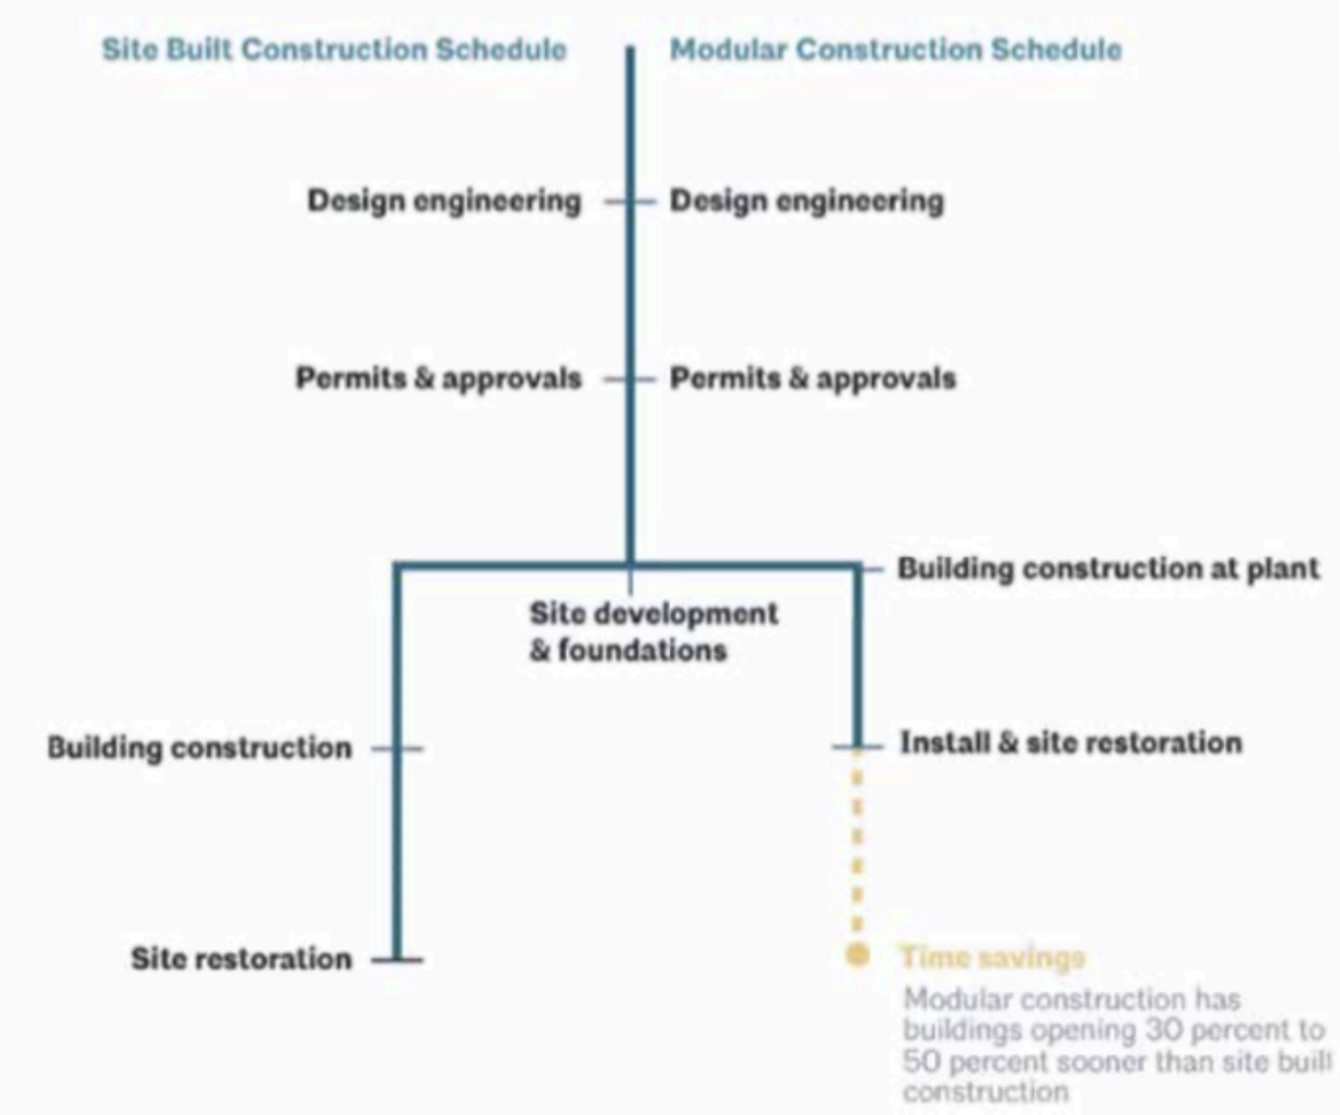 Site Built Construction Schedule
Modular Construction Schedule
Design engineering
Design engineering
Permits & approvals
Permits & approvals
Building construction at plant
Site development
& foundations
Building construction
Install & site restoration
Site restoration
Time savings
Modular construction has
buildings opening 30 percent to
50 percent sooner than site built
construction